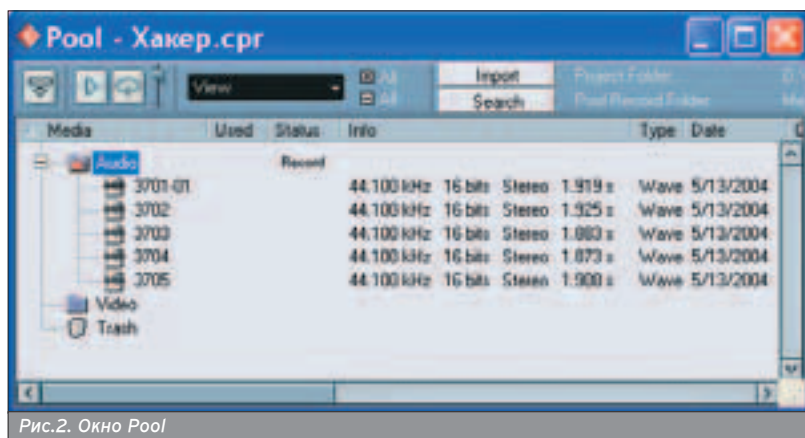 Pool - Хакер.cpr
View All Import Project Folder:
All Search Pool Record Folder:
Media Used Status Info Type Date
Audio Record
3701-01 44.100 kHz 16 bits Stereo 1.919 s Wave 5/13/2004
3702 44.100 kHz 16 bits Stereo 1.925 s Wave 5/13/2004
3703 44.100 kHz 16 bits Stereo 1.883 s Wave 5/13/2004
3704 44.100 kHz 16 bits Stereo 1.873 s Wave 5/13/2004
3705 44.100 kHz 16 bits Stereo 1.908 s Wave 5/13/2004
Video
Trash
Рис.2. Окно Pool